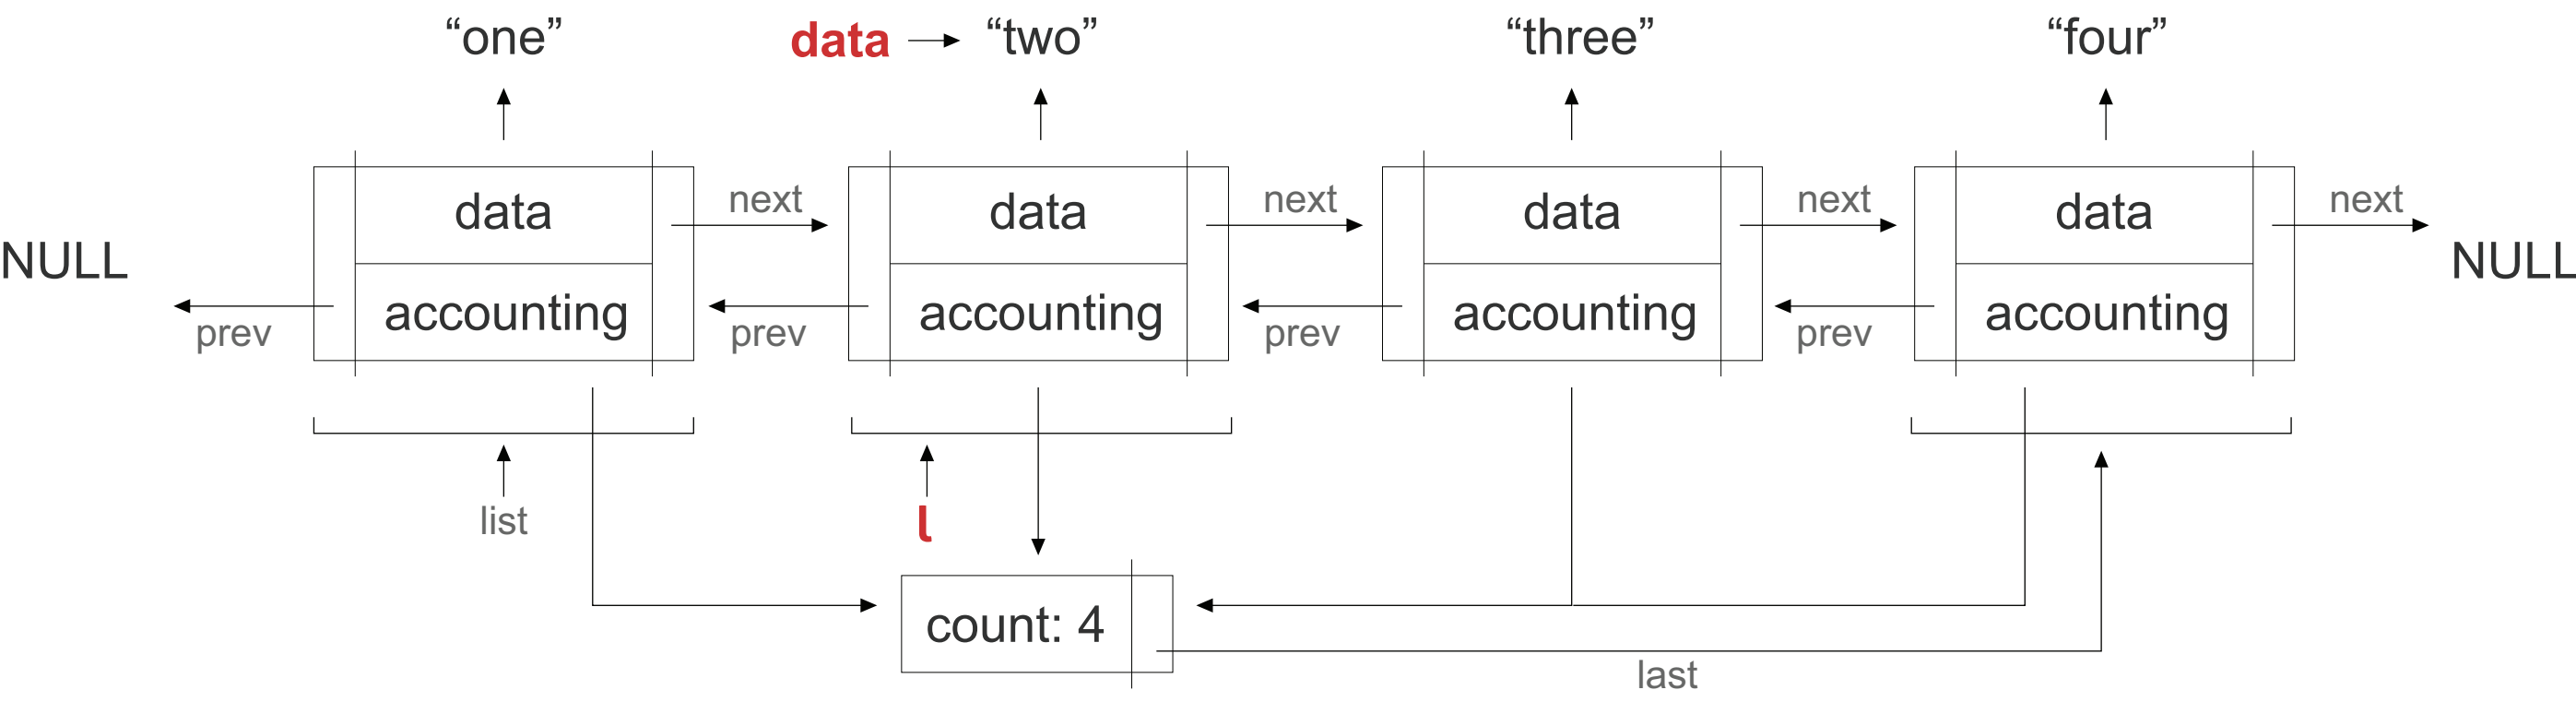 “one” data “two” “three” “four”
next next next next
data data data data
NULL NULL
accounting accounting accounting accounting
prev prev prev prev
list l
count: 4
last